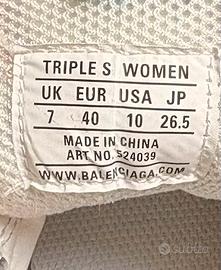 TRIPLE S WOMEN
UK EUR USA JP
7 40 10 26.5
MADE IN CHINA
ART NO. 524039
WWW.BALENCIAGA.COM
subito